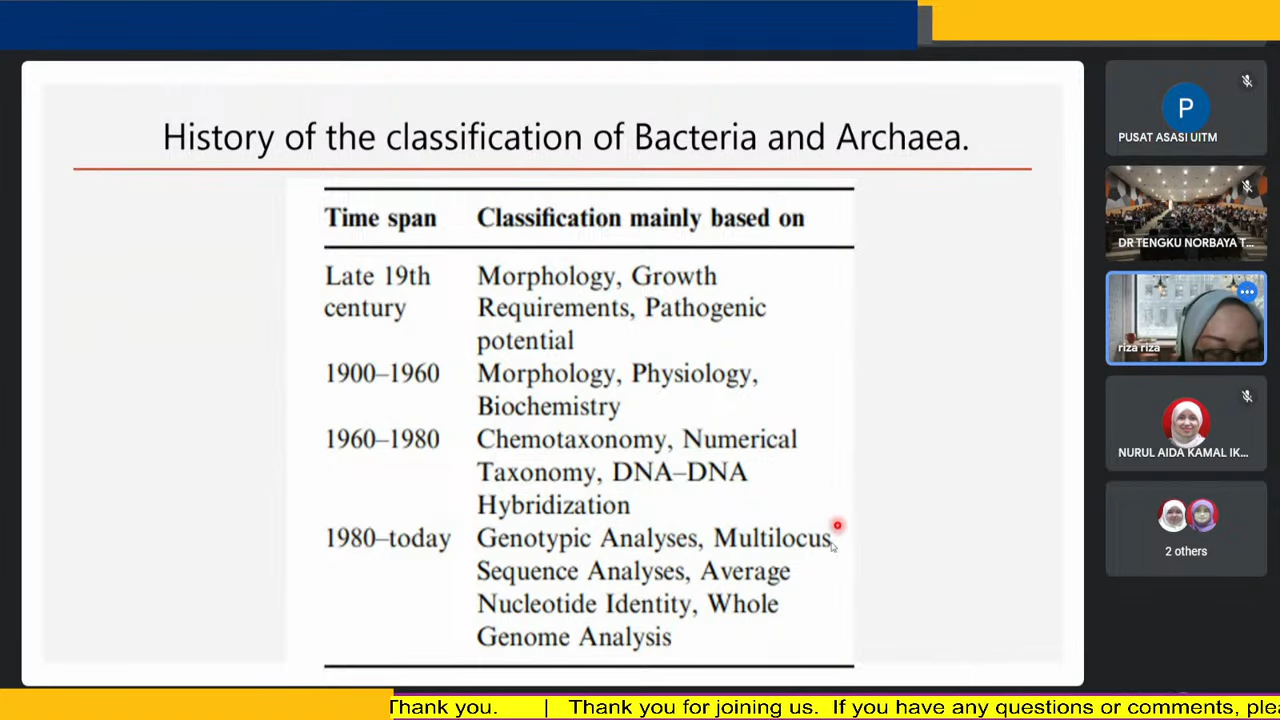 History of the classification of Bacteria and Archaea.
Time span Classification mainly based on
Late 19th century Morphology, Growth Requirements, Pathogenic potential
1900–1960 Morphology, Physiology, Biochemistry
1960–1980 Chemotaxonomy, Numerical Taxonomy, DNA–DNA Hybridization
1980–today Genotypic Analyses, Multilocus Sequence Analyses, Average Nucleotide Identity, Whole Genome Analysis
P
PUSAT ASASI UITM
DR TENGKU NORBAYA T...
riza riza
NURUL AIDA KAMAL IK...
2 others
Thank you. | Thank you for joining us. If you have any questions or comments, plea